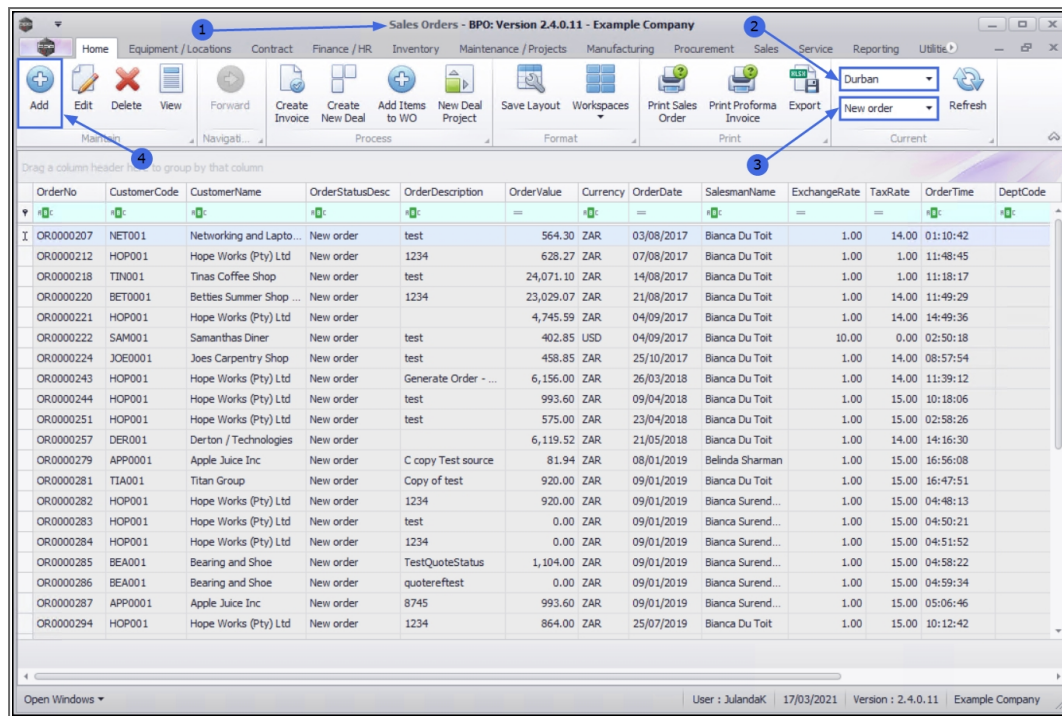 1
2
Sales Orders - BPO: Version 2.4.0.11 - Example Company
Home Equipment / Locations Contract Finance / HR Inventory Maintenance / Projects Manufacturing Procurement Sales Service Reporting Utilitie
Add Edit Delete View Forward Create Invoice Create New Deal Add Items to WO New Deal Project Save Layout Workspaces Print Sales Order Print Proforma Invoice Export Durban New order Refresh
Maintain Navigati... Process Format Print Current
4
3
Drag a column header here to group by that column
OrderNo CustomerCode CustomerName OrderStatusDesc OrderDescription OrderValue Currency OrderDate SalesmanName ExchangeRate TaxRate OrderTime DeptCode
OR0000207 NET001 Networking and Lapto... New order test 564.30 ZAR 03/08/2017 Bianca Du Toit 1.00 14.00 01:10:42
OR0000212 HOP001 Hope Works (Pty) Ltd New order 1234 628.27 ZAR 07/08/2017 Bianca Du Toit 1.00 1.00 11:48:45
OR0000218 TIN001 Tinas Coffee Shop New order test 24,071.10 ZAR 14/08/2017 Bianca Du Toit 1.00 1.00 11:18:17
OR0000220 BET0001 Betties Summer Shop ... New order 1234 23,029.07 ZAR 21/08/2017 Bianca Du Toit 1.00 14.00 11:49:29
OR0000221 HOP001 Hope Works (Pty) Ltd New order 4,745.59 ZAR 04/09/2017 Bianca Du Toit 1.00 14.00 14:49:36
OR0000222 SAM001 Samanthas Diner New order test 402.85 USD 04/09/2017 Bianca Du Toit 10.00 0.00 02:50:18
OR0000224 JOE0001 Joes Carpentry Shop New order test 458.85 ZAR 25/10/2017 Bianca Du Toit 1.00 14.00 08:57:54
OR0000243 HOP001 Hope Works (Pty) Ltd New order Generate Order - ... 6,156.00 ZAR 26/03/2018 Bianca Du Toit 1.00 14.00 11:39:12
OR0000244 HOP001 Hope Works (Pty) Ltd New order test 993.60 ZAR 09/04/2018 Bianca Du Toit 1.00 15.00 10:18:06
OR0000251 HOP001 Hope Works (Pty) Ltd New order test 575.00 ZAR 23/04/2018 Bianca Du Toit 1.00 15.00 02:58:26
OR0000257 DER001 Derton / Technologies New order 6,119.52 ZAR 21/05/2018 Bianca Du Toit 1.00 14.00 14:16:30
OR0000279 APP0001 Apple Juice Inc New order C copy Test source 81.94 ZAR 08/01/2019 Belinda Sharman 1.00 15.00 16:56:08
OR0000281 TIA001 Titan Group New order Copy of test 920.00 ZAR 09/01/2019 Bianca Du Toit 1.00 15.00 16:47:51
OR0000282 HOP001 Hope Works (Pty) Ltd New order 1234 920.00 ZAR 09/01/2019 Bianca Surend... 1.00 15.00 04:48:13
OR0000283 HOP001 Hope Works (Pty) Ltd New order test 0.00 ZAR 09/01/2019 Bianca Surend... 1.00 15.00 04:50:21
OR0000284 HOP001 Hope Works (Pty) Ltd New order 1234 0.00 ZAR 09/01/2019 Bianca Surend... 1.00 15.00 04:51:52
OR0000285 BEA001 Bearing and Shoe New order TestQuoteStatus 1,104.00 ZAR 09/01/2019 Bianca Surend... 1.00 15.00 04:58:22
OR0000286 BEA001 Bearing and Shoe New order quotereftest 0.00 ZAR 09/01/2019 Bianca Surend... 1.00 15.00 04:59:34
OR0000287 APP0001 Apple Juice Inc New order 8745 993.60 ZAR 09/01/2019 Bianca Surend... 1.00 15.00 05:06:46
OR0000294 HOP001 Hope Works (Pty) Ltd New order 1234 864.00 ZAR 25/07/2019 Bianca Du Toit 1.00 15.00 10:12:42
Open Windows User : JulandaK 17/03/2021 Version : 2.4.0.11 Example Company